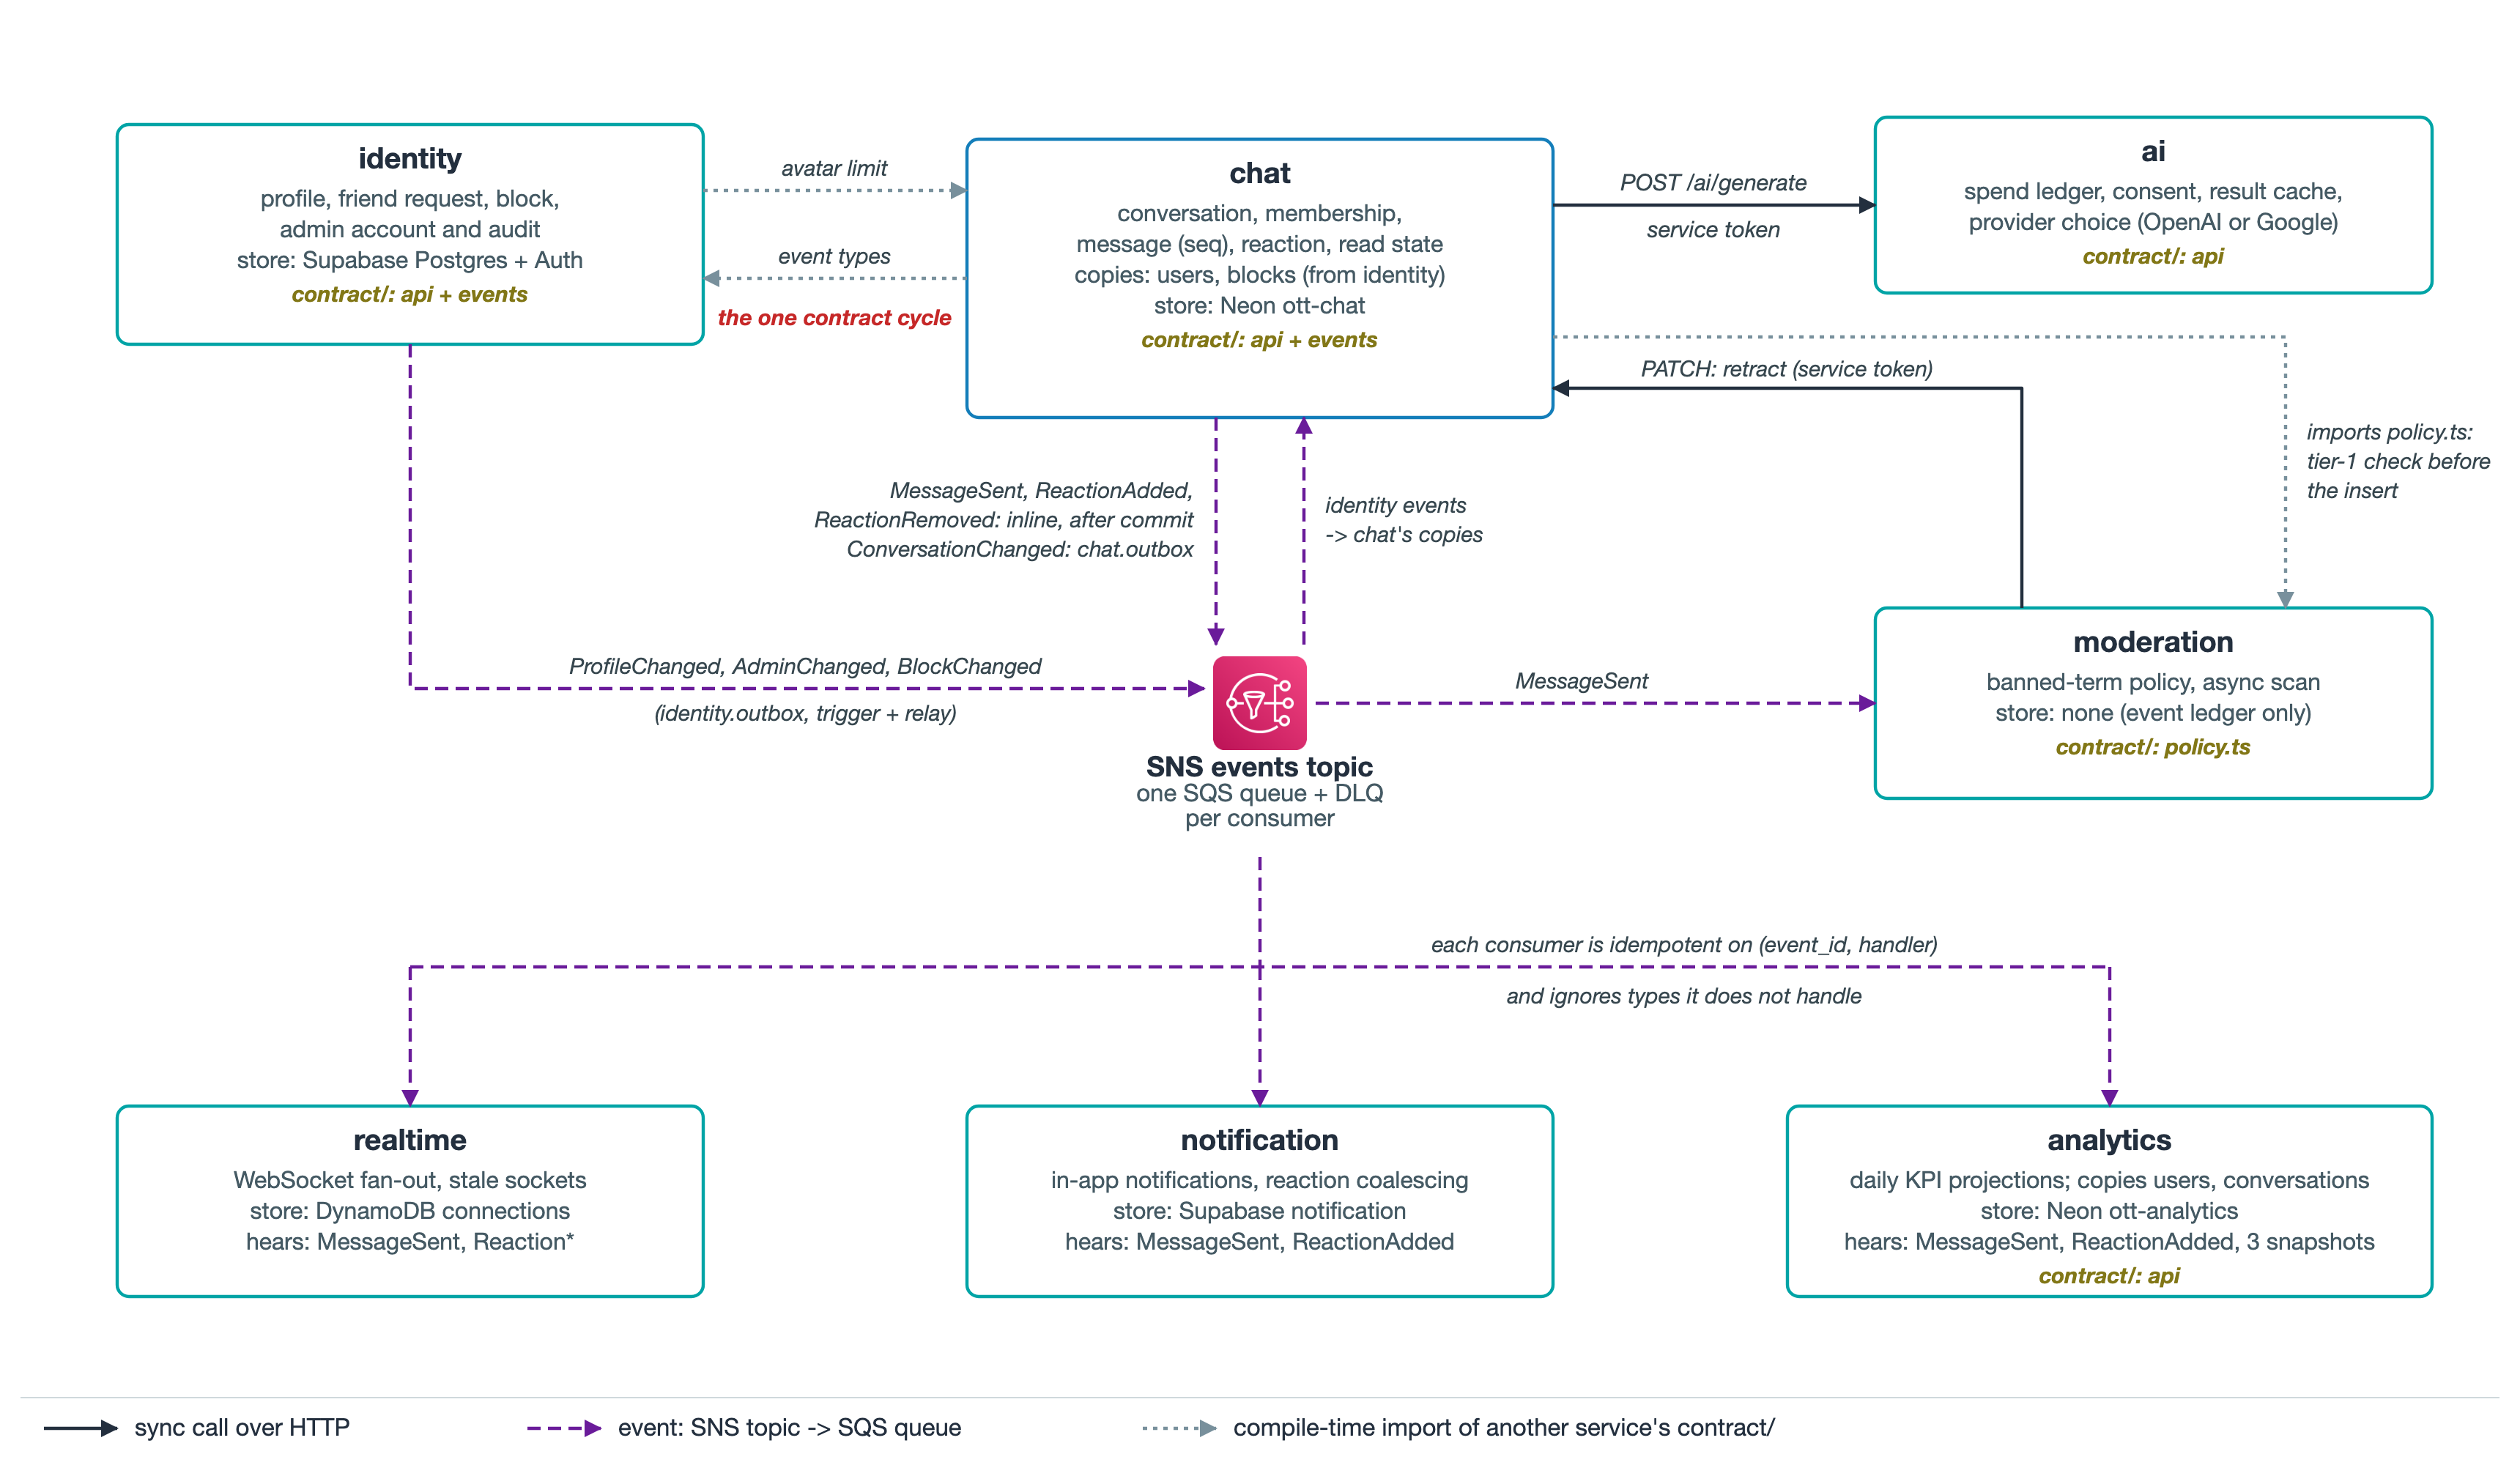 identity
profile, friend request, block,
admin account and audit
store: Supabase Postgres + Auth
contract/: api + events
avatar limit
event types
the one contract cycle
chat
conversation, membership,
message (seq), reaction, read state
copies: users, blocks (from identity)
store: Neon ott-chat
contract/: api + events
POST /ai/generate
service token
ai
spend ledger, consent, result cache,
provider choice (OpenAI or Google)
contract/: api
PATCH: retract (service token)
imports policy.ts:
tier-1 check before
the insert
MessageSent, ReactionAdded,
ReactionRemoved: inline, after commit
ConversationChanged: chat.outbox
identity events
-> chat's copies
ProfileChanged, AdminChanged, BlockChanged
(identity.outbox, trigger + relay)
MessageSent
moderation
banned-term policy, async scan
store: none (event ledger only)
contract/: policy.ts
SNS events topic
one SQS queue + DLQ
per consumer
each consumer is idempotent on (event_id, handler)
and ignores types it does not handle
realtime
WebSocket fan-out, stale sockets
store: DynamoDB connections
hears: MessageSent, Reaction*
notification
in-app notifications, reaction coalescing
store: Supabase notification
hears: MessageSent, ReactionAdded
analytics
daily KPI projections; copies users, conversations
store: Neon ott-analytics
hears: MessageSent, ReactionAdded, 3 snapshots
contract/: api
sync call over HTTP
event: SNS topic -> SQS queue
compile-time import of another service's contract/